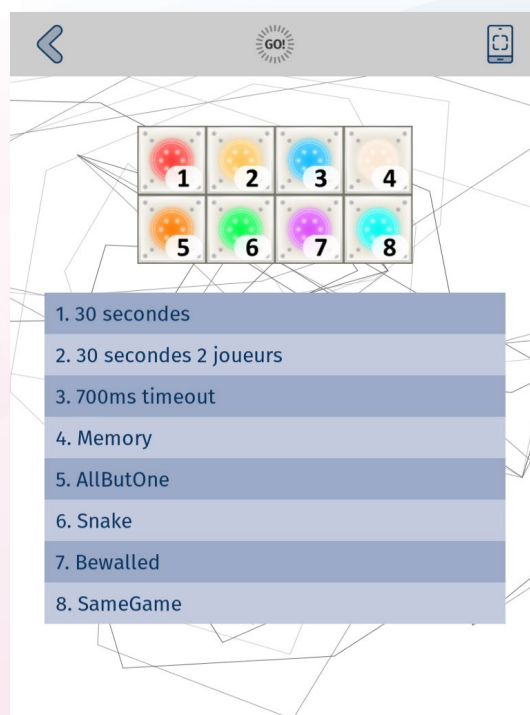 GO!
1 2 3 4
5 6 7 8
1. 30 secondes
2. 30 secondes 2 joueurs
3. 700ms timeout
4. Memory
5. AllButOne
6. Snake
7. Bewalled
8. SameGame